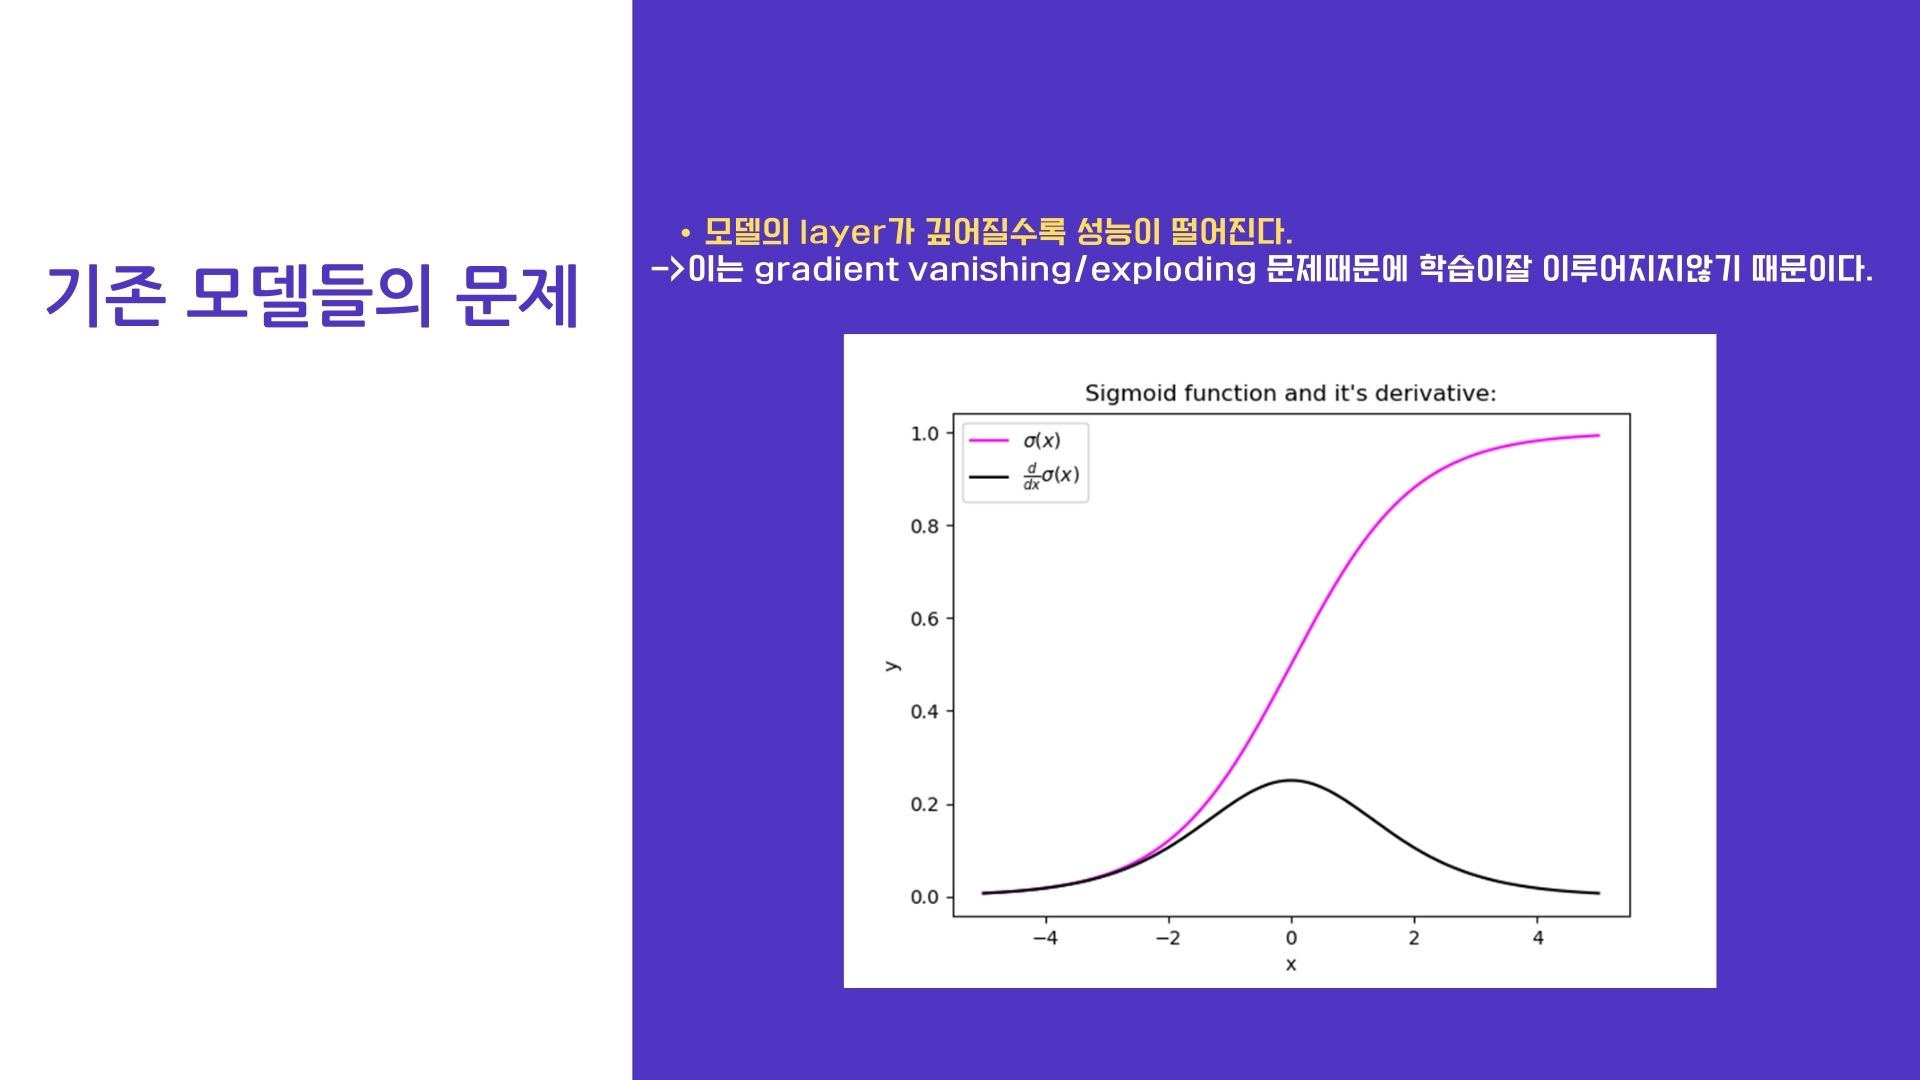 기존 모델들의 문제
• 모델의 layer가 깊어질수록 성능이 떨어진다.
->이는 gradient vanishing/exploding 문제때문에 학습이잘 이루어지지않기 때문이다.
Sigmoid function and it's derivative:
σ(x)
d/dx σ(x)
1.0
0.8
0.6
0.4
0.2
0.0
y
−4 −2 0 2 4
x